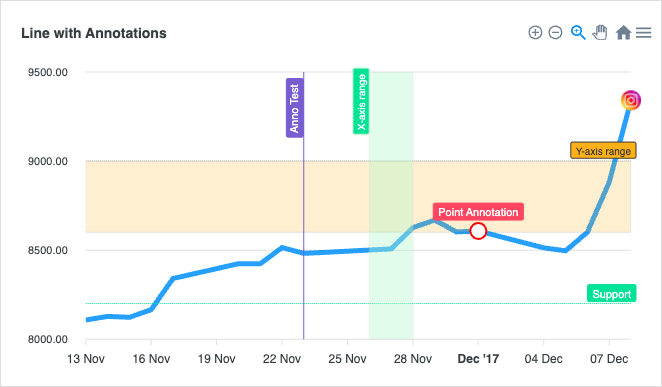 Line with Annotations
9500.00
9000.00
8500.00
8000.00
Anno Test
X-axis range
Y-axis range
Point Annotation
Support
13 Nov
16 Nov
19 Nov
22 Nov
25 Nov
28 Nov
Dec '17
04 Dec
07 Dec